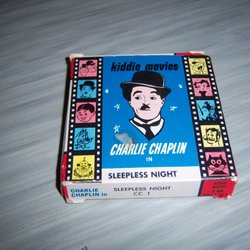 kiddie movies
CHARLIE CHAPLIN
IN
SLEEPLESS NIGHT
CHARLIE
CHAPLIN in
SLEEPLESS NIGHT
CC 1